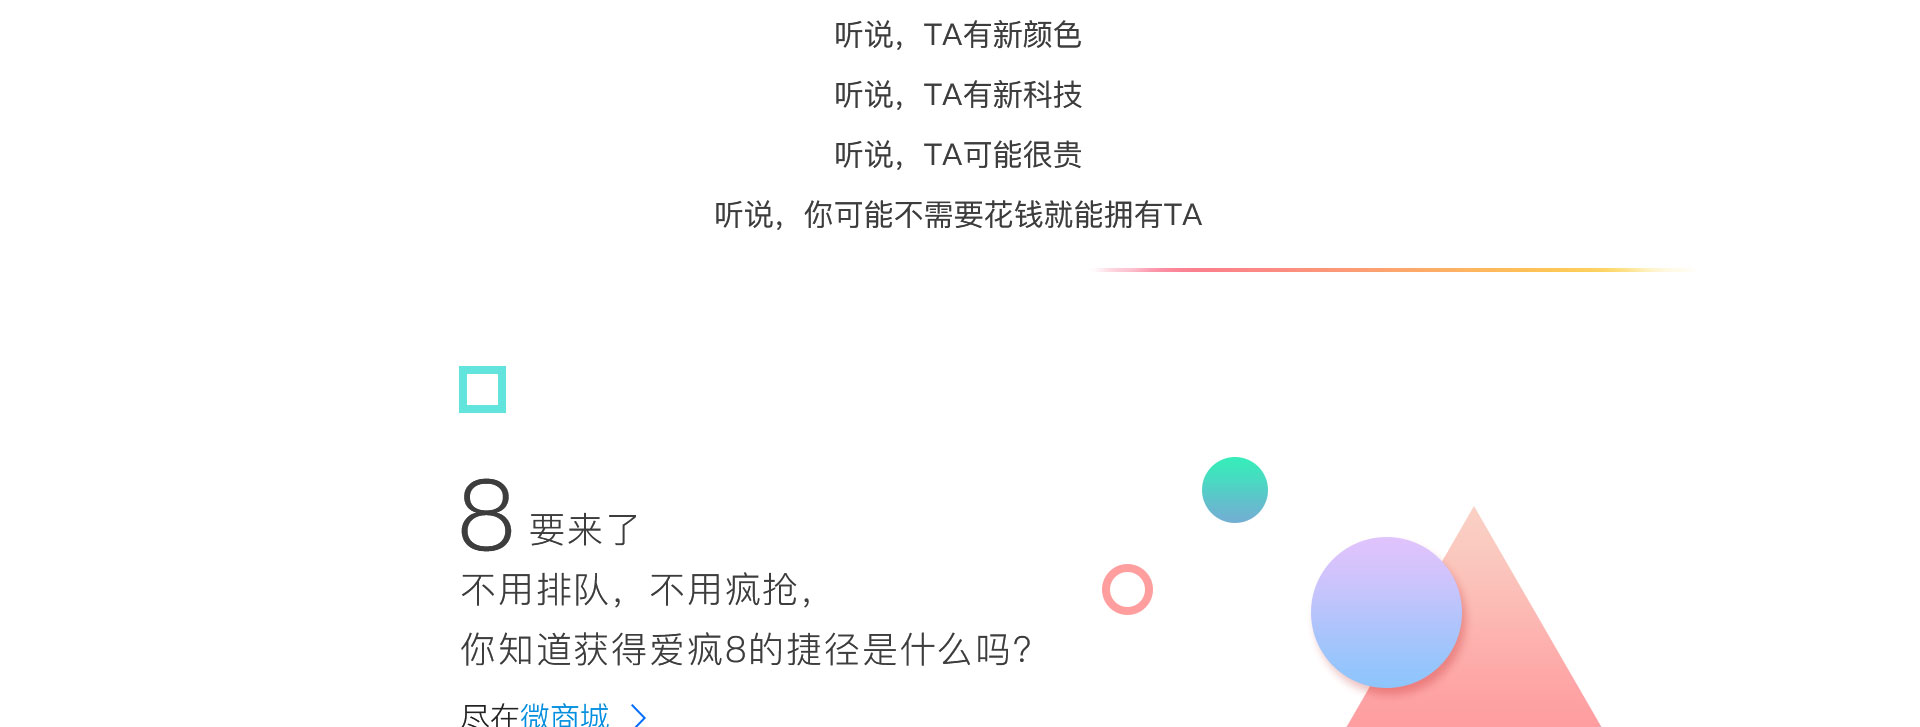 听说，TA有新颜色
听说，TA有新科技
听说，TA可能很贵
听说，你可能不需要花钱就能拥有TA
8 要来了
不用排队，不用疯抢，
你知道获得爱疯8的捷径是什么吗？
尽在微商城 >